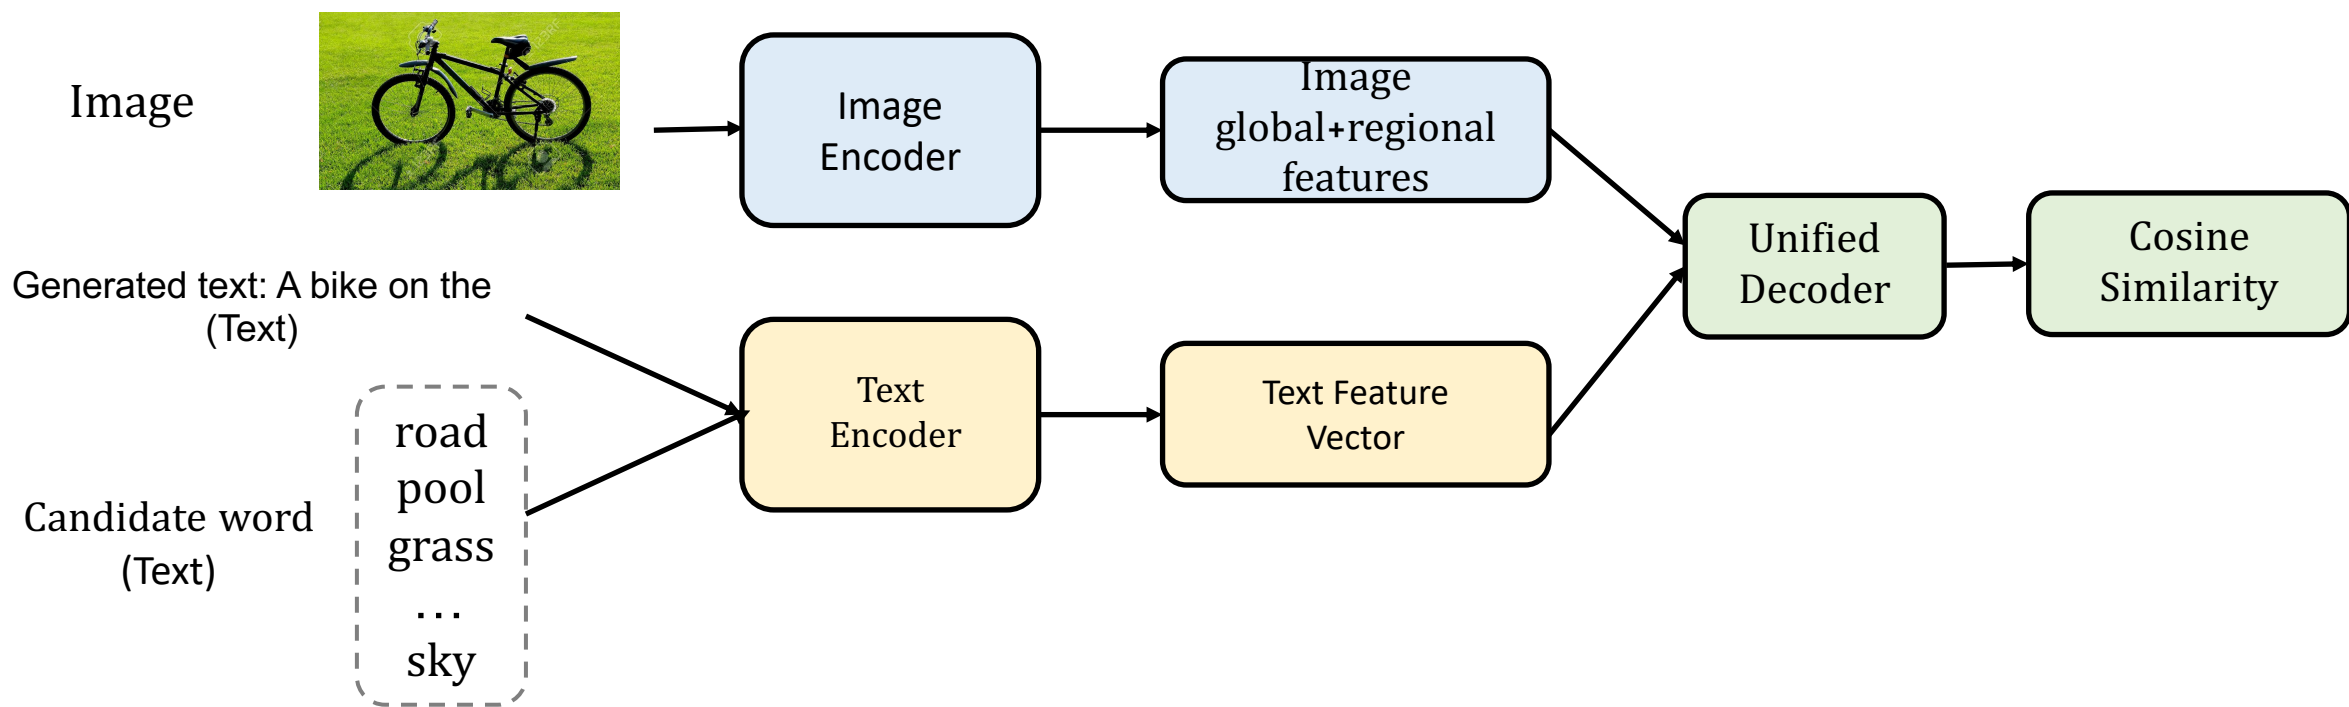 Image
Image
Encoder
Image
global+regional
features
Unified
Decoder
Cosine
Similarity
Generated text: A bike on the
(Text)
Text
Encoder
Text Feature
Vector
Candidate word
(Text)
road
pool
grass
...
sky